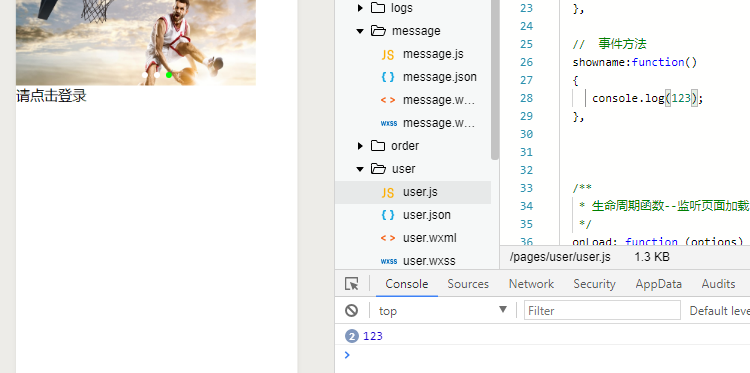 请点击登录
logs
message
JS message.js
{ } message.json
< > message.w...
wxss message.w...
order
user
JS user.js
{ } user.json
< > user.wxml
wxss user.wxss
23 },
24
25 // 事件方法
26 showname:function()
27 {
28 console.log(123);
29 },
30
31
32
33 /**
34 * 生命周期函数--监听页面加载
35 */
36 onLoad: function (options)
/pages/user/user.js 1.3 KB
Console Sources Network Security AppData Audits
top Filter Default leve
2 123